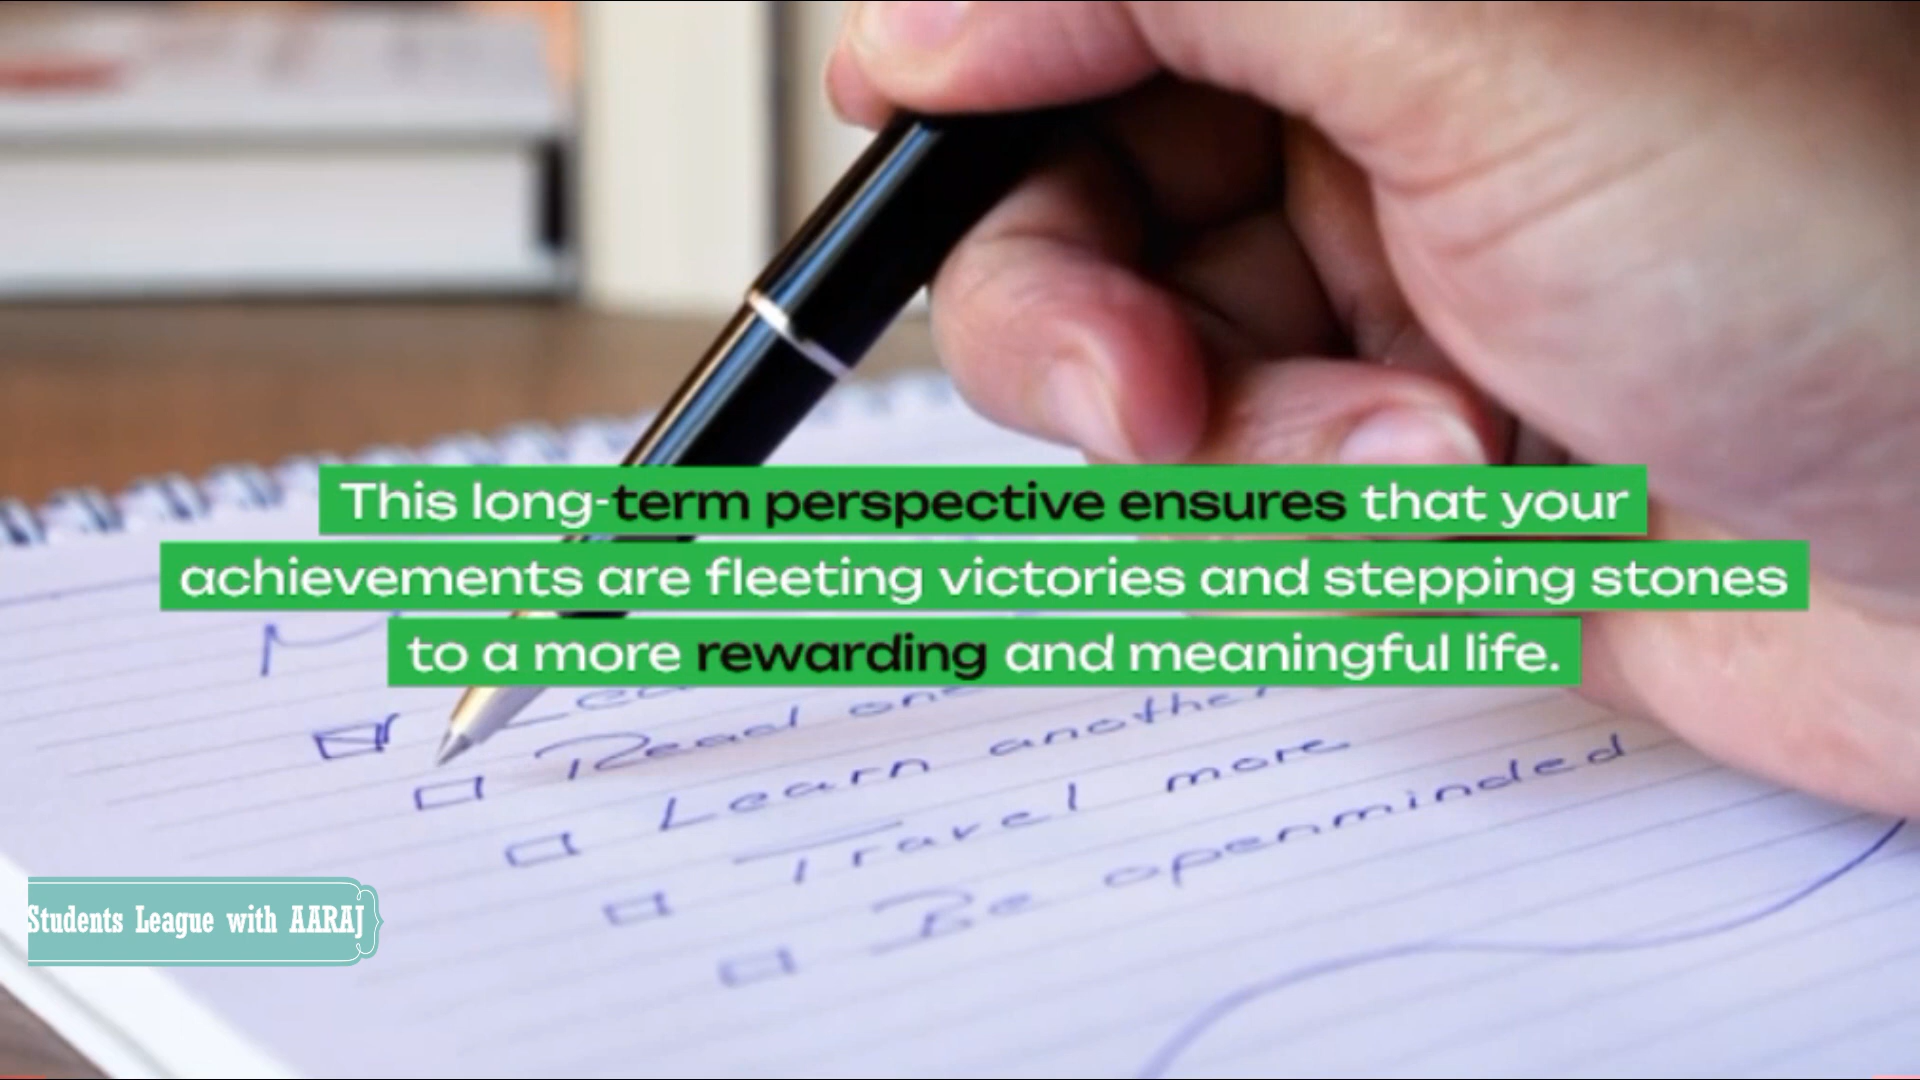 This long-term perspective ensures that your
achievements are fleeting victories and stepping stones
to a more rewarding and meaningful life.
Read
Learn another
Travel more
Be openminded
Students League with AARAJ